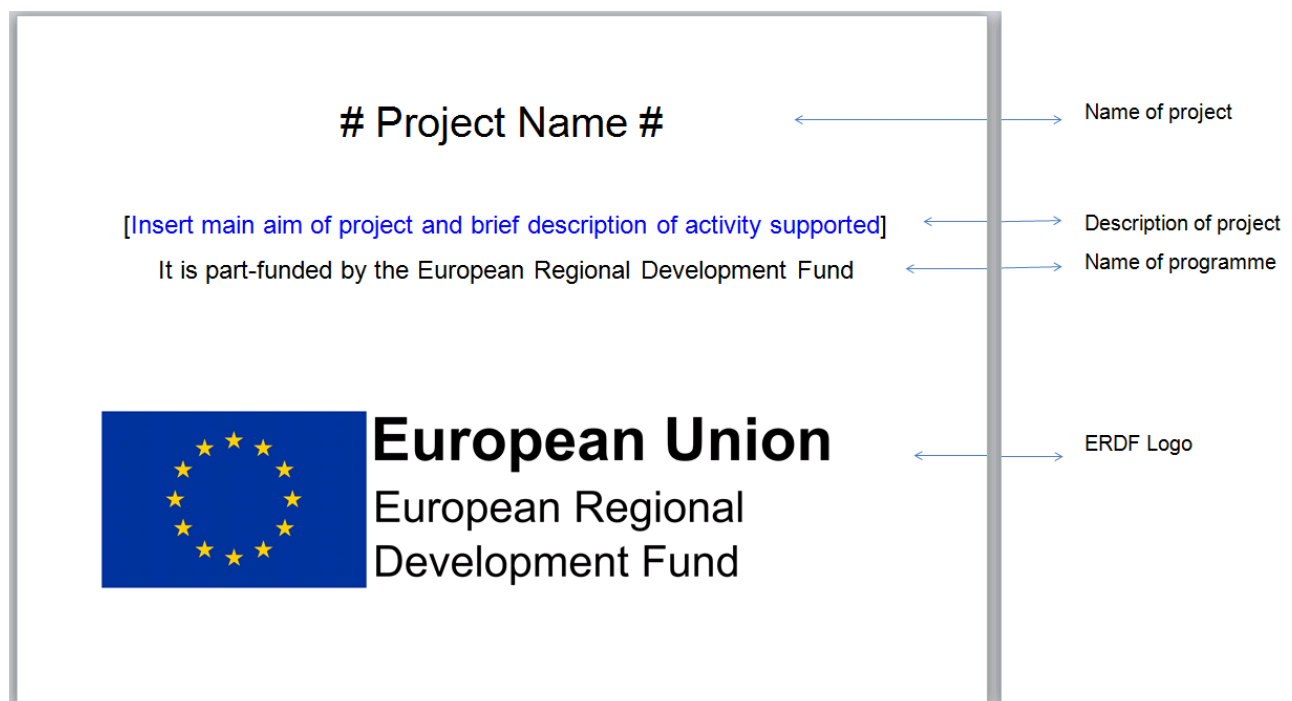 # Project Name #
Name of project
[Insert main aim of project and brief description of activity supported]
Description of project
It is part-funded by the European Regional Development Fund
Name of programme
European Union
European Regional
Development Fund
ERDF Logo